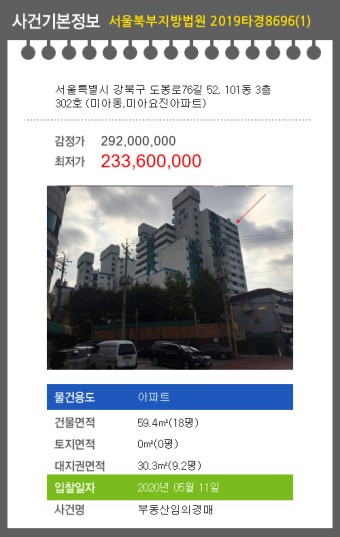 사건기본정보 서울북부지방법원 2019타경8696(1)
서울특별시 강북구 도봉로76길 52, 101동 3층
302호 (미아동,미아요진아파트)
감정가 292,000,000
최저가 233,600,000
물건용도 아파트
건물면적 59.4㎡(18평)
토지면적 0㎡(0평)
대지권면적 30.3㎡(9.2평)
입찰일자 2020년 05월 11일
사건명 부동산임의경매